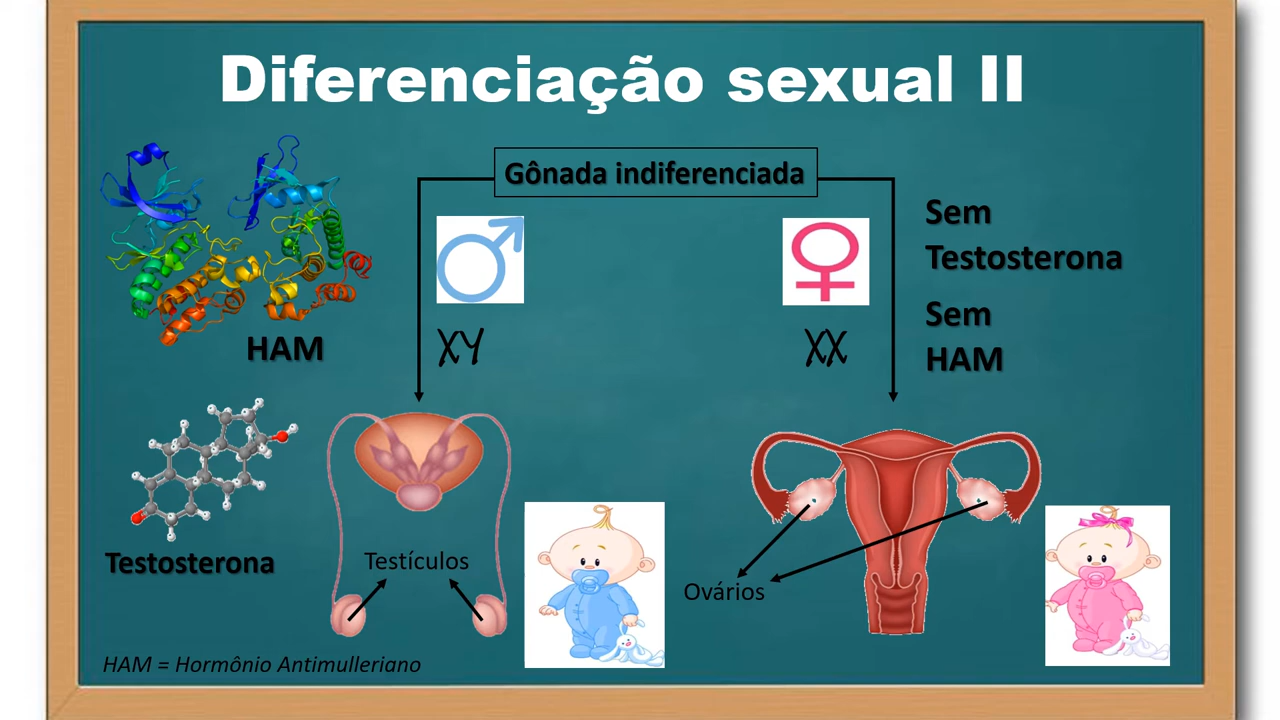 Diferenciação sexual II
Gônada indiferenciada
Sem
Testosterona
Sem
HAM
HAM
XY
XX
Testosterona
Testículos
Ovários
HAM = Hormônio Antimulleriano